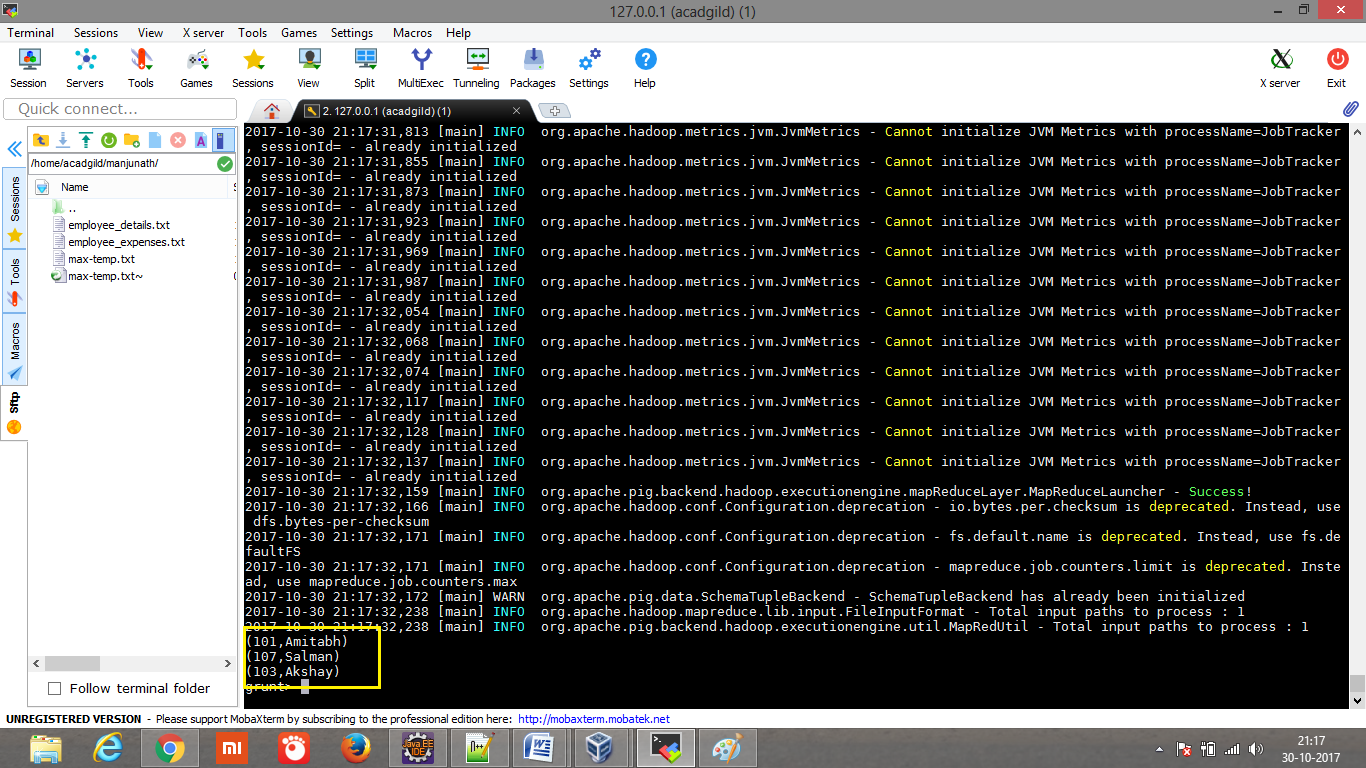 127.0.0.1 (acadgild) (1)
Terminal Sessions View X server Tools Games Settings Macros Help
Session Servers Tools Games Sessions View Split MultiExec Tunneling Packages Settings Help X server Exit
Quick connect...
2. 127.0.0.1 (acadgild) (1)
/home/acadgild/manjunath/
Name S
..
employee_details.txt
employee_expenses.txt
max-temp.txt
max-temp.txt~
Sessions
Tools
Macros
Sftp
Follow terminal folder
2017-10-30 21:17:31,813 [main] INFO  org.apache.hadoop.metrics.jvm.JvmMetrics - Cannot initialize JVM Metrics with processName=JobTracker
, sessionId= - already initialized
2017-10-30 21:17:31,855 [main] INFO  org.apache.hadoop.metrics.jvm.JvmMetrics - Cannot initialize JVM Metrics with processName=JobTracker
, sessionId= - already initialized
2017-10-30 21:17:31,873 [main] INFO  org.apache.hadoop.metrics.jvm.JvmMetrics - Cannot initialize JVM Metrics with processName=JobTracker
, sessionId= - already initialized
2017-10-30 21:17:31,923 [main] INFO  org.apache.hadoop.metrics.jvm.JvmMetrics - Cannot initialize JVM Metrics with processName=JobTracker
, sessionId= - already initialized
2017-10-30 21:17:31,969 [main] INFO  org.apache.hadoop.metrics.jvm.JvmMetrics - Cannot initialize JVM Metrics with processName=JobTracker
, sessionId= - already initialized
2017-10-30 21:17:31,987 [main] INFO  org.apache.hadoop.metrics.jvm.JvmMetrics - Cannot initialize JVM Metrics with processName=JobTracker
, sessionId= - already initialized
2017-10-30 21:17:32,054 [main] INFO  org.apache.hadoop.metrics.jvm.JvmMetrics - Cannot initialize JVM Metrics with processName=JobTracker
, sessionId= - already initialized
2017-10-30 21:17:32,068 [main] INFO  org.apache.hadoop.metrics.jvm.JvmMetrics - Cannot initialize JVM Metrics with processName=JobTracker
, sessionId= - already initialized
2017-10-30 21:17:32,074 [main] INFO  org.apache.hadoop.metrics.jvm.JvmMetrics - Cannot initialize JVM Metrics with processName=JobTracker
, sessionId= - already initialized
2017-10-30 21:17:32,117 [main] INFO  org.apache.hadoop.metrics.jvm.JvmMetrics - Cannot initialize JVM Metrics with processName=JobTracker
, sessionId= - already initialized
2017-10-30 21:17:32,128 [main] INFO  org.apache.hadoop.metrics.jvm.JvmMetrics - Cannot initialize JVM Metrics with processName=JobTracker
, sessionId= - already initialized
2017-10-30 21:17:32,137 [main] INFO  org.apache.hadoop.metrics.jvm.JvmMetrics - Cannot initialize JVM Metrics with processName=JobTracker
, sessionId= - already initialized
2017-10-30 21:17:32,159 [main] INFO  org.apache.pig.backend.hadoop.executionengine.mapReduceLayer.MapReduceLauncher - Success!
2017-10-30 21:17:32,166 [main] INFO  org.apache.hadoop.conf.Configuration.deprecation - io.bytes.per.checksum is deprecated. Instead, use
dfs.bytes-per-checksum
2017-10-30 21:17:32,171 [main] INFO  org.apache.hadoop.conf.Configuration.deprecation - fs.default.name is deprecated. Instead, use fs.de
faultFS
2017-10-30 21:17:32,171 [main] INFO  org.apache.hadoop.conf.Configuration.deprecation - mapreduce.job.counters.limit is deprecated. Inste
ad, use mapreduce.job.counters.max
2017-10-30 21:17:32,172 [main] WARN  org.apache.pig.data.SchemaTupleBackend - SchemaTupleBackend has already been initialized
2017-10-30 21:17:32,238 [main] INFO  org.apache.hadoop.mapreduce.lib.input.FileInputFormat - Total input paths to process : 1
2017-10-30 21:17:32,238 [main] INFO  org.apache.pig.backend.hadoop.executionengine.util.MapRedUtil - Total input paths to process : 1
(101,Amitabh)
(107,Salman)
(103,Akshay)
grunt>
UNREGISTERED VERSION - Please support MobaXterm by subscribing to the professional edition here: http://mobaxterm.mobatek.net
21:17
30-10-2017